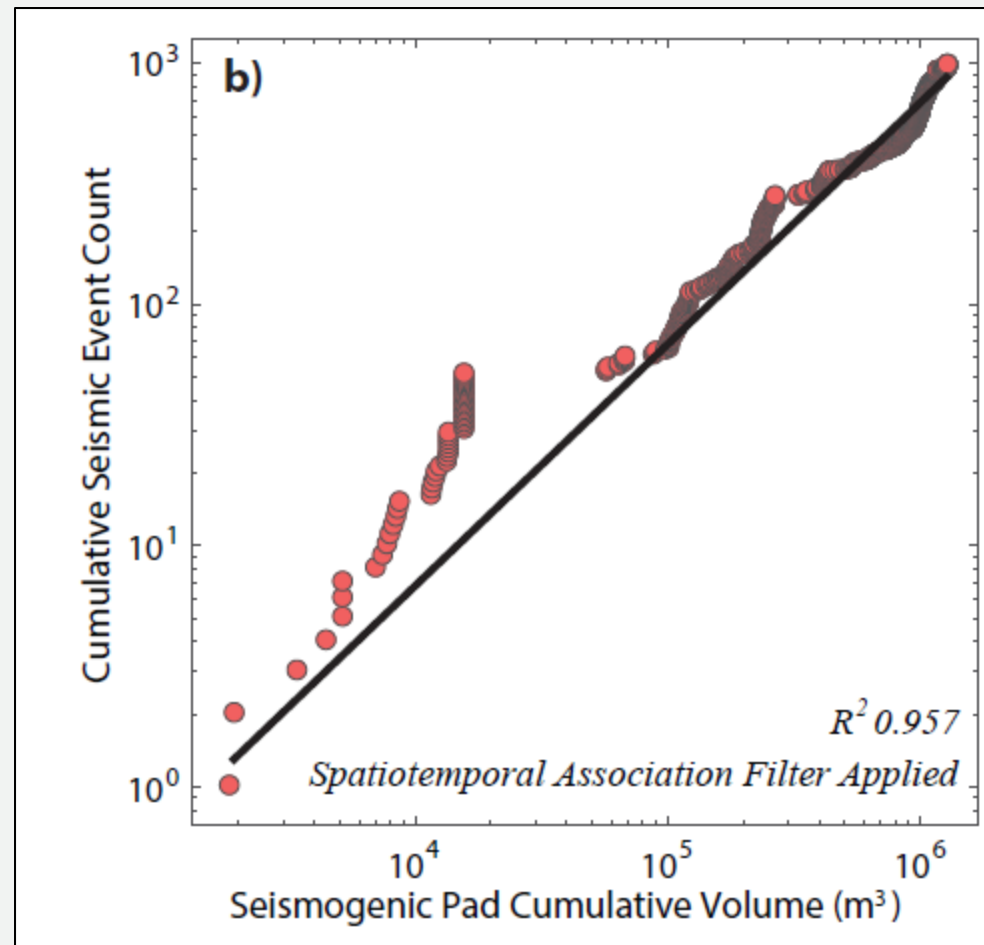 b)
10³
10²
10¹
10⁰
Cumulative Seismic Event Count
R² 0.957
Spatiotemporal Association Filter Applied
10⁴ 10⁵ 10⁶
Seismogenic Pad Cumulative Volume (m³)